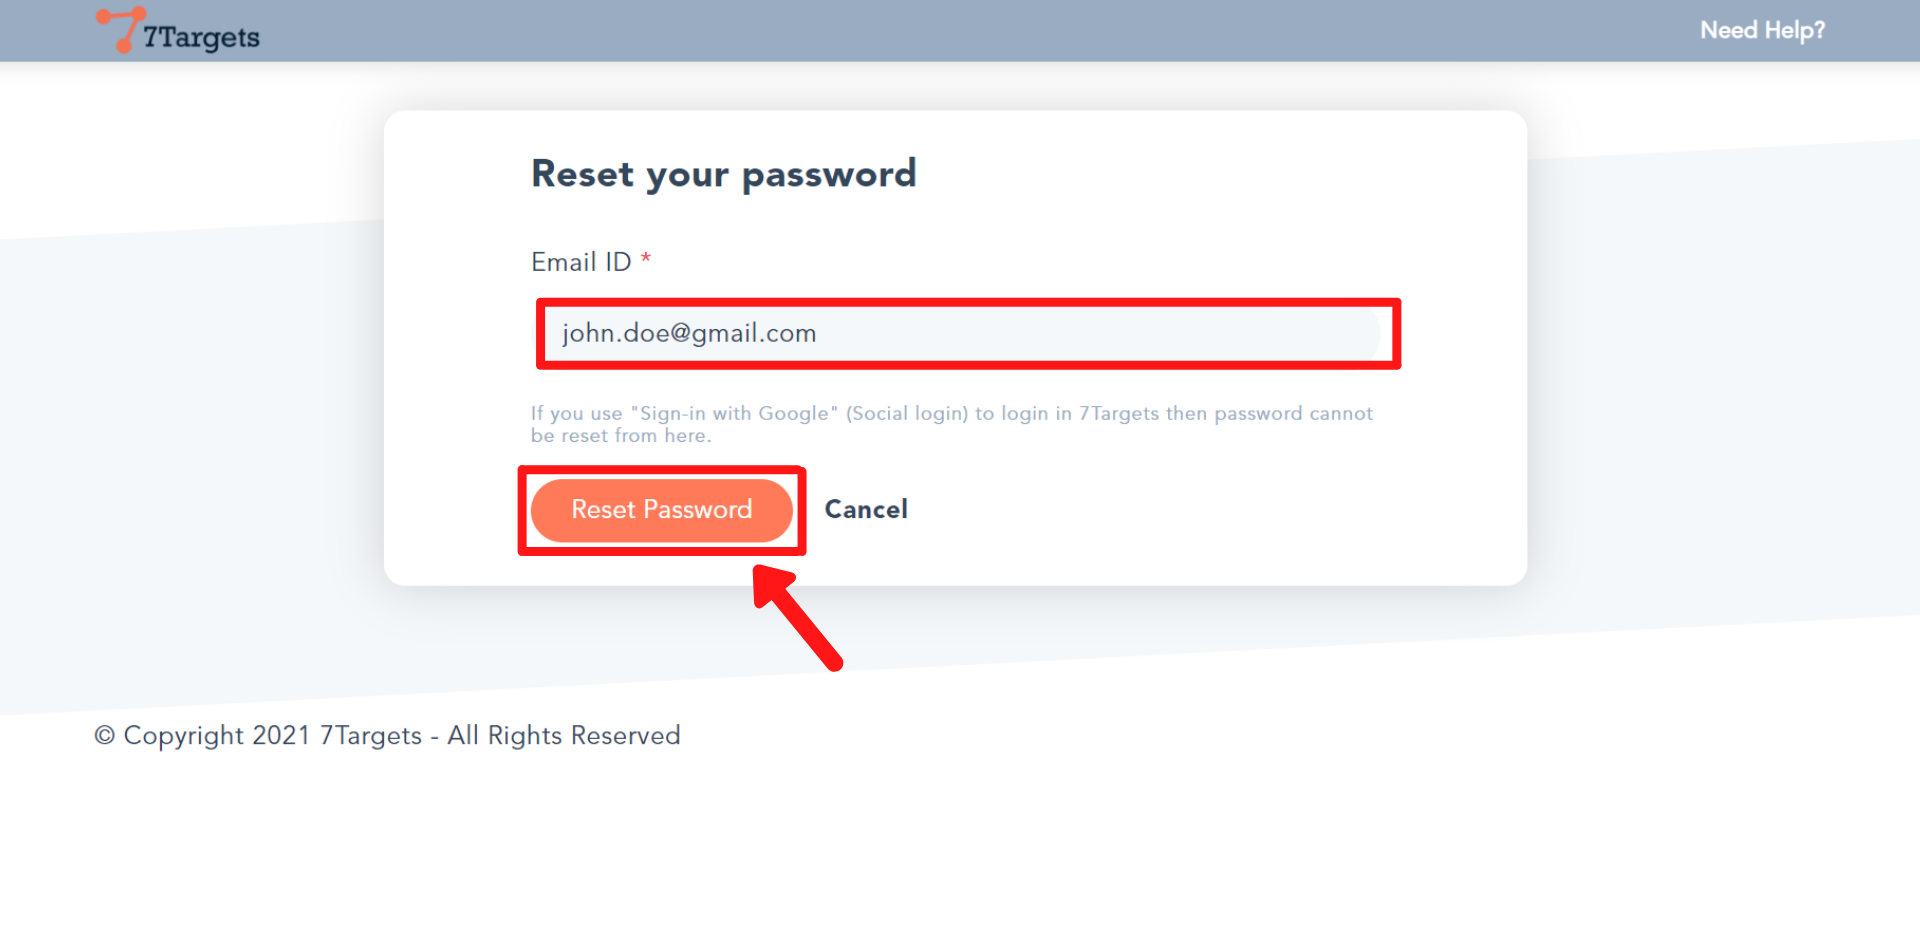 7Targets
Need Help?
Reset your password
Email ID *
john.doe@gmail.com
If you use "Sign-in with Google" (Social login) to login in 7Targets then password cannot
be reset from here.
Reset Password
Cancel
© Copyright 2021 7Targets - All Rights Reserved